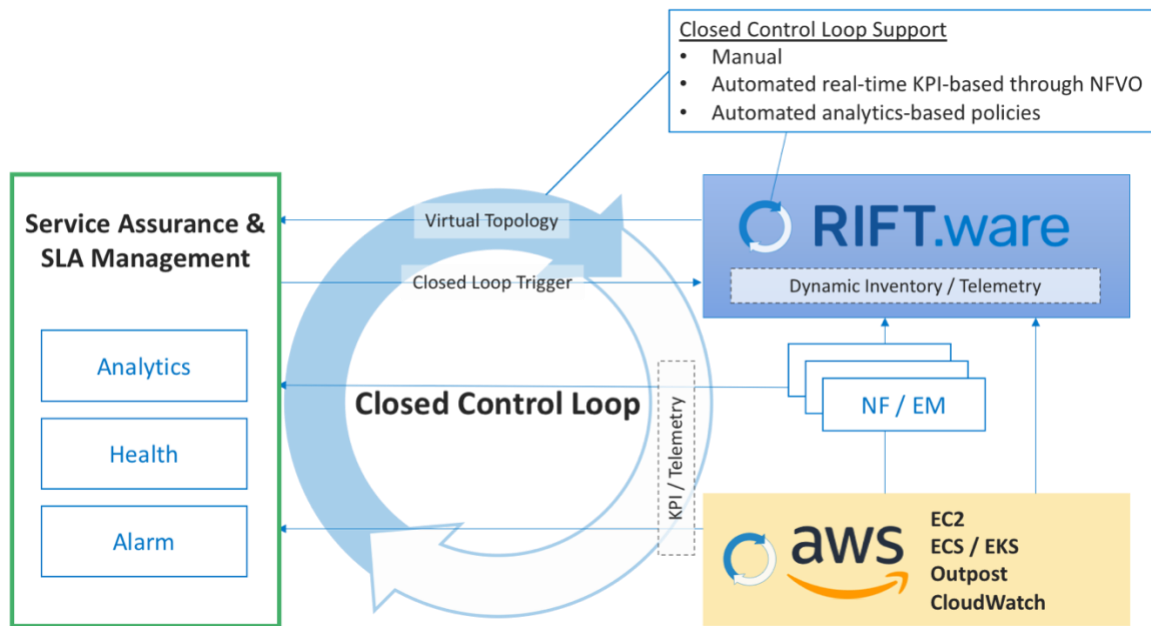 Closed Control Loop Support
• Manual
• Automated real-time KPI-based through NFVO
• Automated analytics-based policies
Service Assurance &
SLA Management
Analytics
Health
Alarm
Virtual Topology
Closed Loop Trigger
Closed Control Loop
KPI / Telemetry
RIFT.ware
Dynamic Inventory / Telemetry
NF / EM
aws
EC2
ECS / EKS
Outpost
CloudWatch